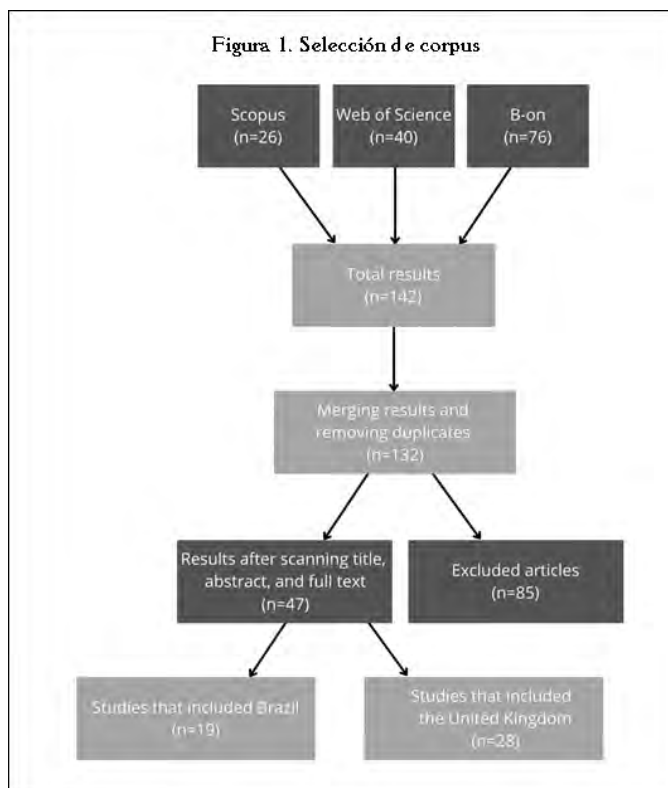 Figura 1. Selección de corpus
Scopus
(n=26)
Web of Science
(n=40)
B-on
(n=76)
Total results
(n=142)
Merging results and
removing duplicates
(n=132)
Results after scanning title,
abstract, and full text
(n=47)
Excluded articles
(n=85)
Studies that included Brazil
(n=19)
Studies that included
the United Kingdom
(n=28)